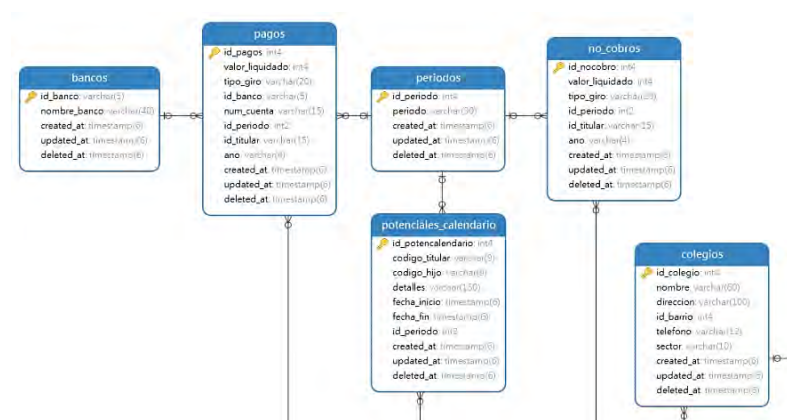 bancos
id_banco: varchar(5)
nombre_banco: varchar(40)
created_at: timestamp(6)
updated_at: timestamp(6)
deleted_at: timestamp(6)
pagos
id_pagos: int4
valor_liquidado: int4
tipo_giro: varchar(20)
id_banco: varchar(5)
num_cuenta: varchar(15)
id_periodo: int2
id_titular: varchar(15)
ano: varchar(4)
created_at: timestamp(6)
updated_at: timestamp(6)
deleted_at: timestamp(6)
periodos
id_periodo: int4
periodo: varchar(30)
created_at: timestamp(6)
updated_at: timestamp(6)
deleted_at: timestamp(6)
no_cobros
id_nocobro: int4
valor_liquidado: int4
tipo_giro: varchar(20)
id_periodo: int2
id_titular: varchar(15)
ano: varchar(4)
created_at: timestamp(6)
updated_at: timestamp(6)
deleted_at: timestamp(6)
potenciales_calendario
id_potencalendario: int4
codigo_titular: varchar(9)
codigo_hijo: varchar(9)
detalles: varchar(150)
fecha_inicio: timestamp(6)
fecha_fin: timestamp(6)
id_periodo: int2
created_at: timestamp(6)
updated_at: timestamp(6)
deleted_at: timestamp(6)
colegios
id_colegio: int4
nombre: varchar(60)
direccion: varchar(100)
id_barrio: int4
telefono: varchar(12)
sector: varchar(10)
created_at: timestamp(6)
updated_at: timestamp(6)
deleted_at: timestamp(6)